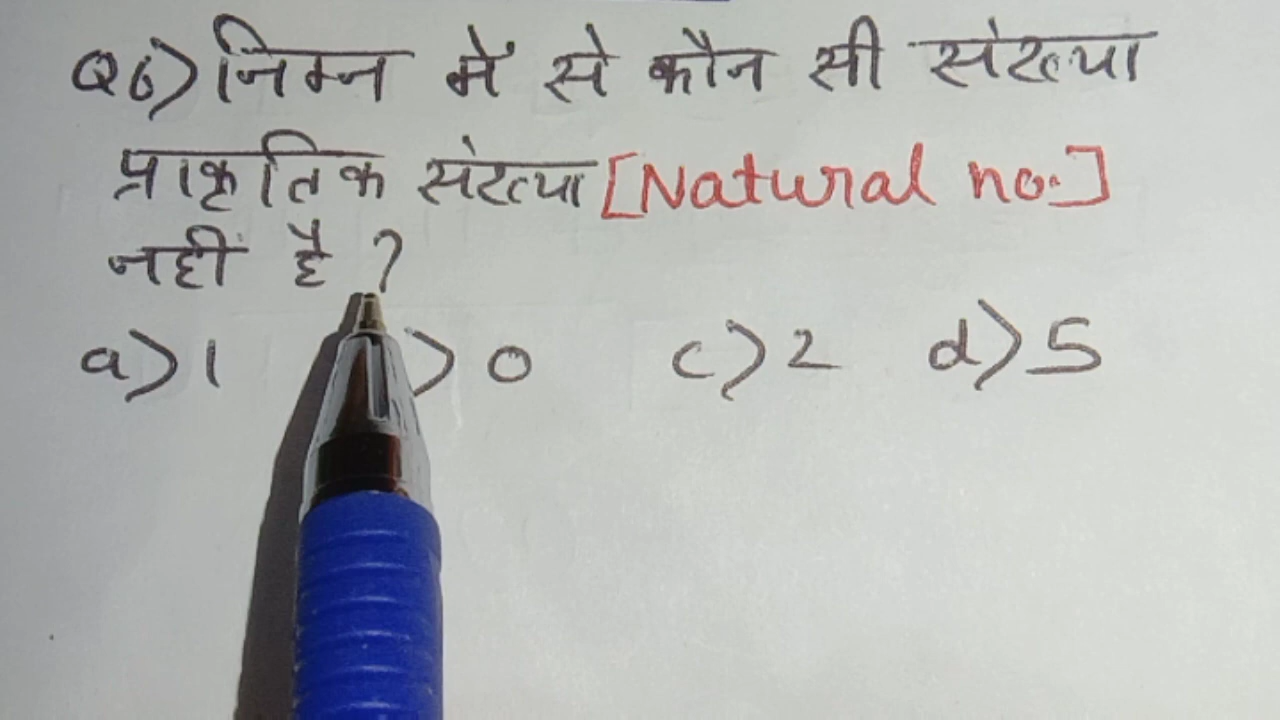 Q6) निम्न में से कौन सी संख्या
प्राकृतिक संख्या [Natural no.]
नहीं है ?
a) 1 ) 0 c) 2 d) 5